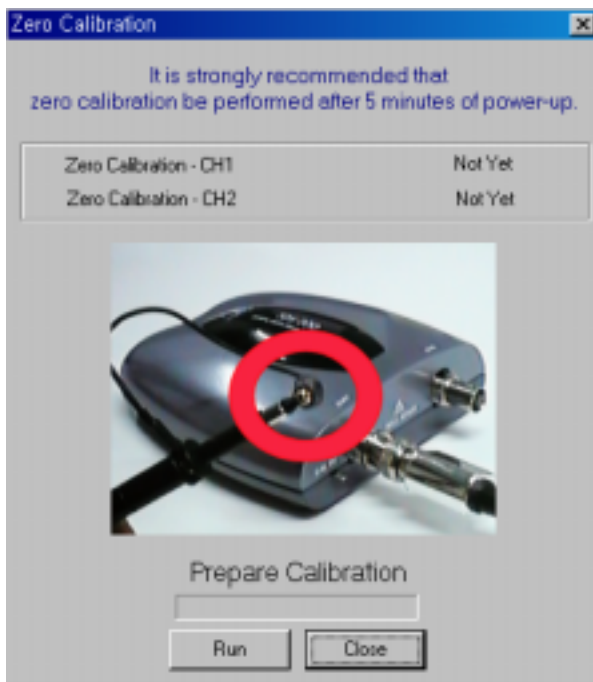 Zero Calibration
It is strongly recommended that
zero calibration be performed after 5 minutes of power-up.
Zero Calibration - CH1 Not Yet
Zero Calibration - CH2 Not Yet
Prepare Calibration
Run Close